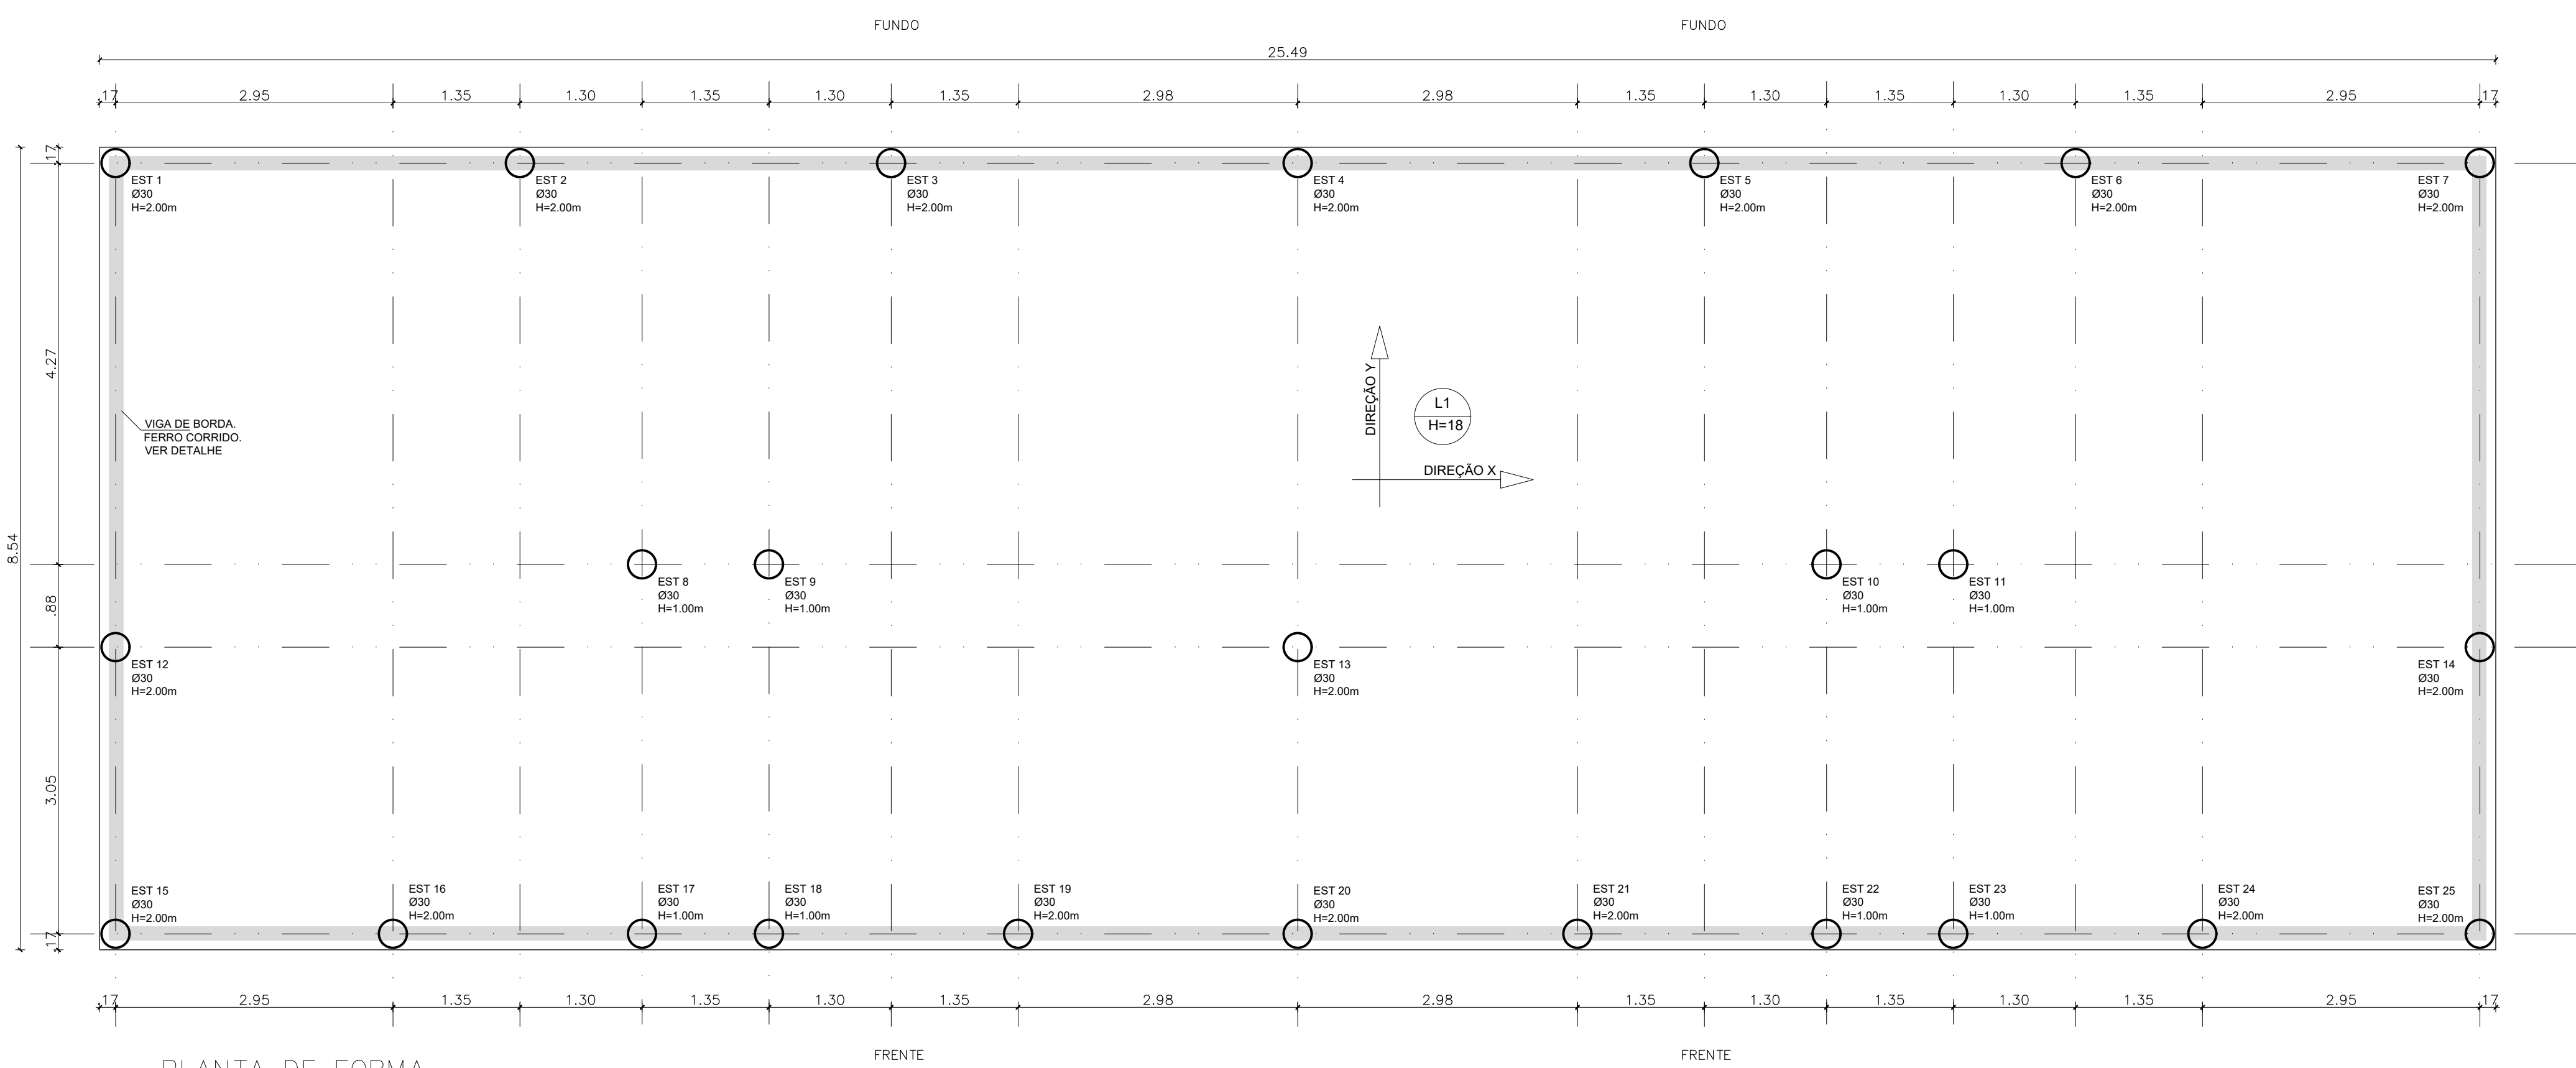 FUNDO FUNDO
25.49
17 2.95 1.35 1.30 1.35 1.30 1.35 2.98 2.98 1.35 1.30 1.35 1.30 1.35 2.95 17
17
EST 1
Ø30
H=2.00m
EST 2
Ø30
H=2.00m
EST 3
Ø30
H=2.00m
EST 4
Ø30
H=2.00m
EST 5
Ø30
H=2.00m
EST 6
Ø30
H=2.00m
EST 7
Ø30
H=2.00m
4.27
VIGA DE BORDA.
FERRO CORRIDO.
VER DETALHE
DIREÇÃO Y
L1
H=18
DIREÇÃO X
8.54
.88
EST 8
Ø30
H=1.00m
EST 9
Ø30
H=1.00m
EST 10
Ø30
H=1.00m
EST 11
Ø30
H=1.00m
EST 12
Ø30
H=2.00m
EST 13
Ø30
H=2.00m
EST 14
Ø30
H=2.00m
3.05
EST 15
Ø30
H=2.00m
EST 16
Ø30
H=2.00m
EST 17
Ø30
H=1.00m
EST 18
Ø30
H=1.00m
EST 19
Ø30
H=2.00m
EST 20
Ø30
H=2.00m
EST 21
Ø30
H=2.00m
EST 22
Ø30
H=1.00m
EST 23
Ø30
H=1.00m
EST 24
Ø30
H=2.00m
EST 25
Ø30
H=2.00m
17
17 2.95 1.35 1.30 1.35 1.30 1.35 2.98 2.98 1.35 1.30 1.35 1.30 1.35 2.95 17
FRENTE FRENTE
PLANTA DE FORMA